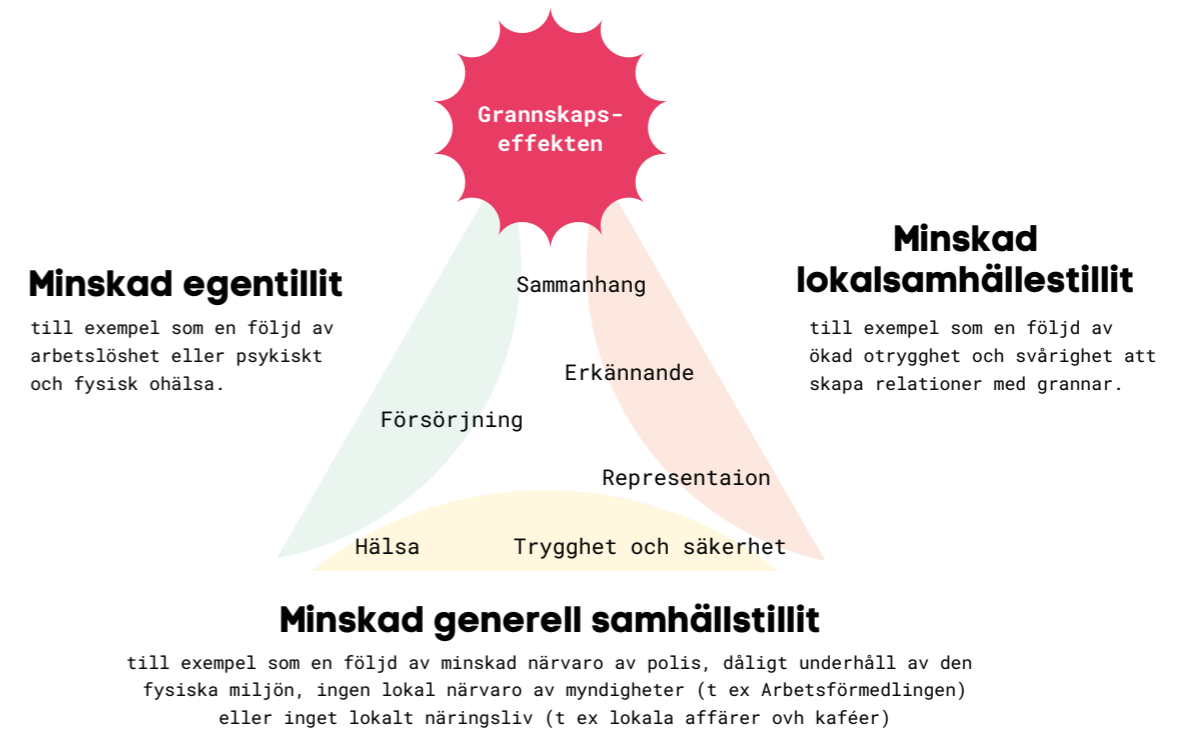 Grannskaps-
effekten
Minskad egentillit
till exempel som en följd av
arbetslöshet eller psykiskt
och fysisk ohälsa.
Minskad
lokalsamhällestillit
till exempel som en följd av
ökad otrygghet och svårighet att
skapa relationer med grannar.
Sammanhang
Erkännande
Försörjning
Representaion
Hälsa
Trygghet och säkerhet
Minskad generell samhällstillit
till exempel som en följd av minskad närvaro av polis, dåligt underhåll av den
fysiska miljön, ingen lokal närvaro av myndigheter (t ex Arbetsförmedlingen)
eller inget lokalt näringsliv (t ex lokala affärer ovh kaféer)